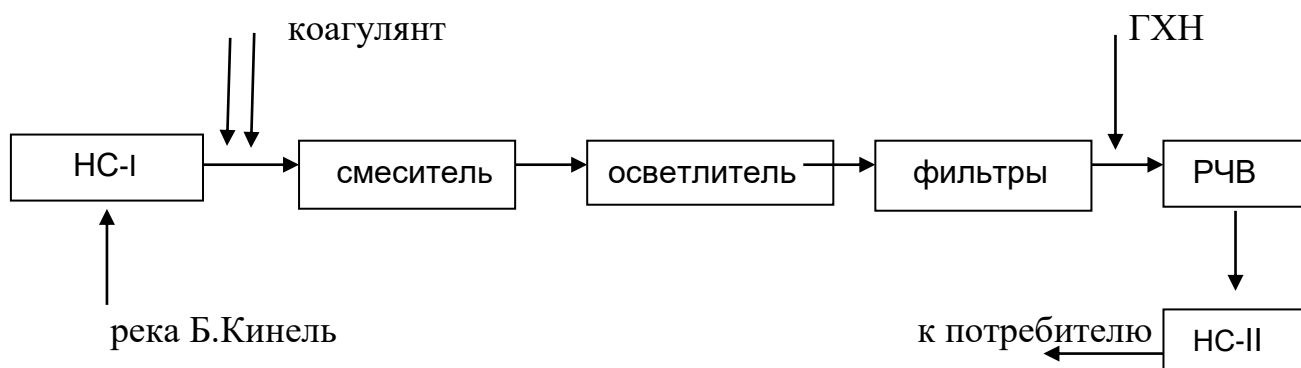 коагулянт
ГХН
НС-I
смеситель
осветлитель
фильтры
РЧВ
река Б.Кинель
к потребителю
НС-II